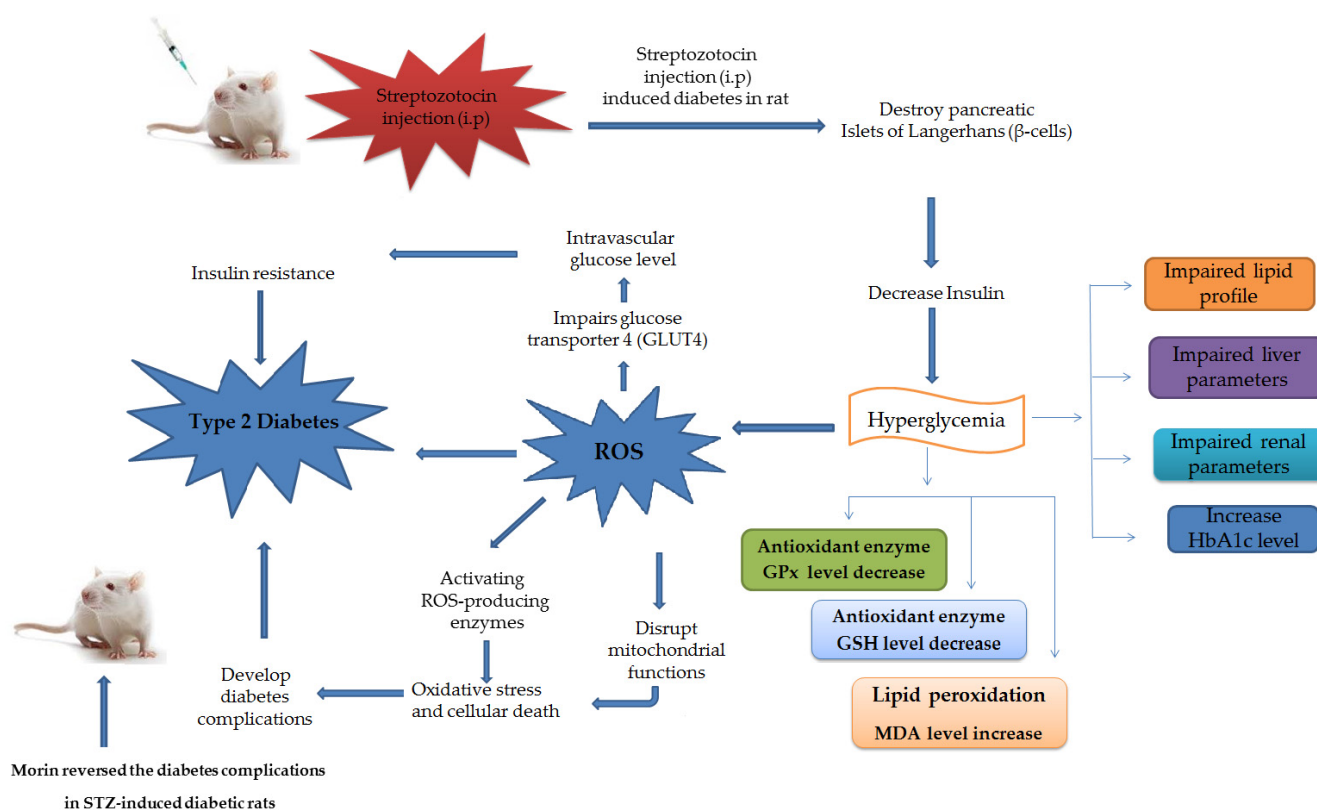 Streptozotocin
injection (i.p)
Streptozotocin
injection (i.p)
induced diabetes in rat
Destroy pancreatic
Islets of Langerhans (β-cells)
Intravascular
glucose level
Insulin resistance
Impairs glucose
transporter 4 (GLUT4)
Decrease Insulin
Impaired lipid
profile
Impaired liver
parameters
Type 2 Diabetes
ROS
Hyperglycemia
Impaired renal
parameters
Increase
HbA1c level
Antioxidant enzyme
GPx level decrease
Antioxidant enzyme
GSH level decrease
Lipid peroxidation
MDA level increase
Activating
ROS-producing
enzymes
Disrupt
mitochondrial
functions
Oxidative stress
and cellular death
Develop
diabetes
complications
Morin reversed the diabetes complications
in STZ-induced diabetic rats